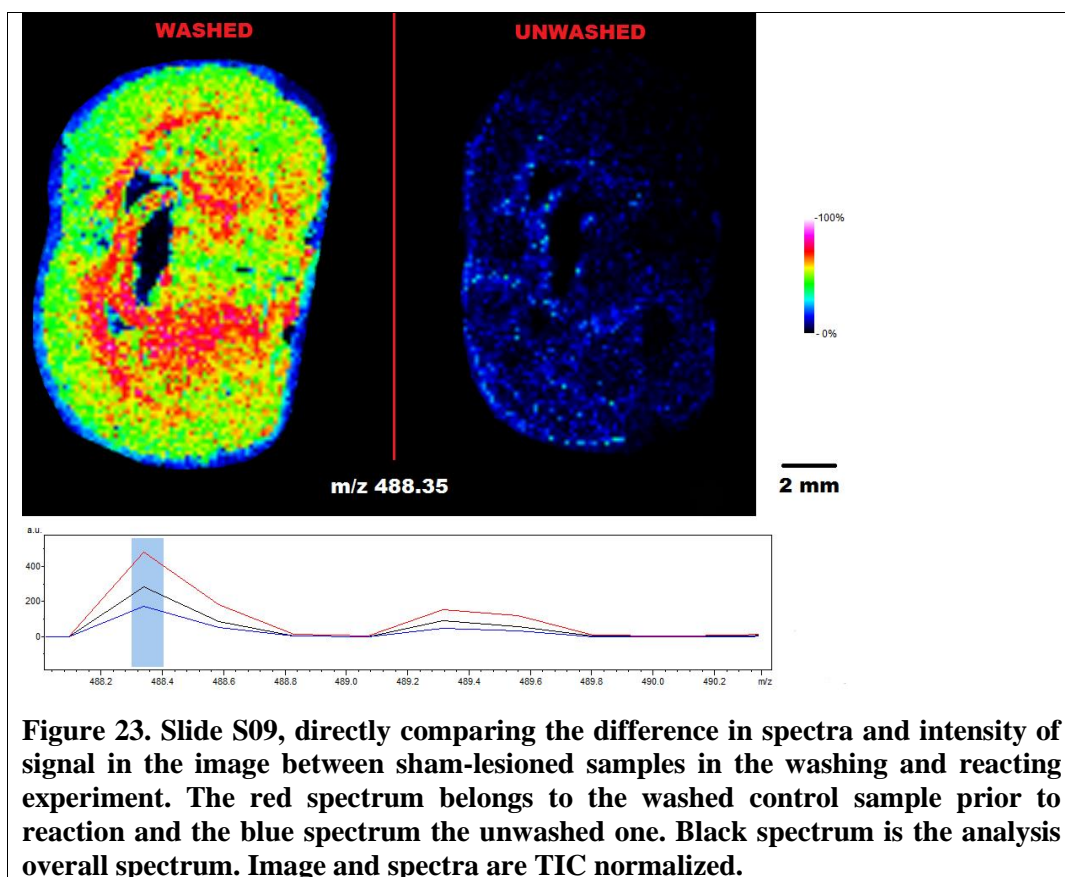 WASHED
UNWASHED
-100%
- 0%
m/z 488.35
2 mm
a.u.
400
200
0
488.2 488.4 488.6 488.8 489.0 489.2 489.4 489.6 489.8 490.0 490.2 m/z
Figure 23. Slide S09, directly comparing the difference in spectra and intensity of
signal in the image between sham-lesioned samples in the washing and reacting
experiment. The red spectrum belongs to the washed control sample prior to
reaction and the blue spectrum the unwashed one. Black spectrum is the analysis
overall spectrum. Image and spectra are TIC normalized.